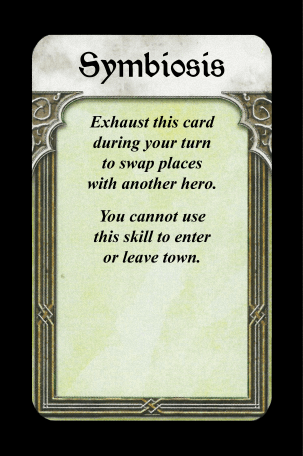 Symbiosis
Exhaust this card
during your turn
to swap places
with another hero.
You cannot use
this skill to enter
or leave town.